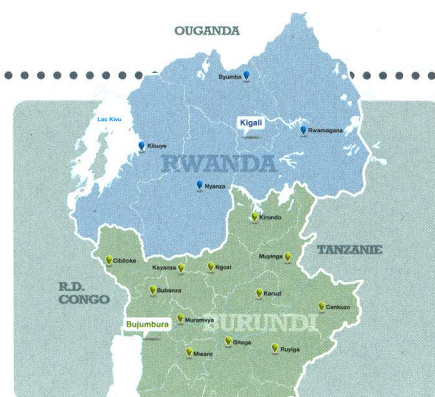 OUGANDA
Byumba
Lac Kivu
Kigali
Rwamagana
Kibuye
RWANDA
Nyanza
Kirundo
TANZANIE
Cibitoke
Muyinga
Kayanza
Ngozi
R.D.
CONGO
Bubanza
Karuzi
Cankuzo
Muramvya
Bujumbura
BURUNDI
Gitega
Mwaro
Ruyigi